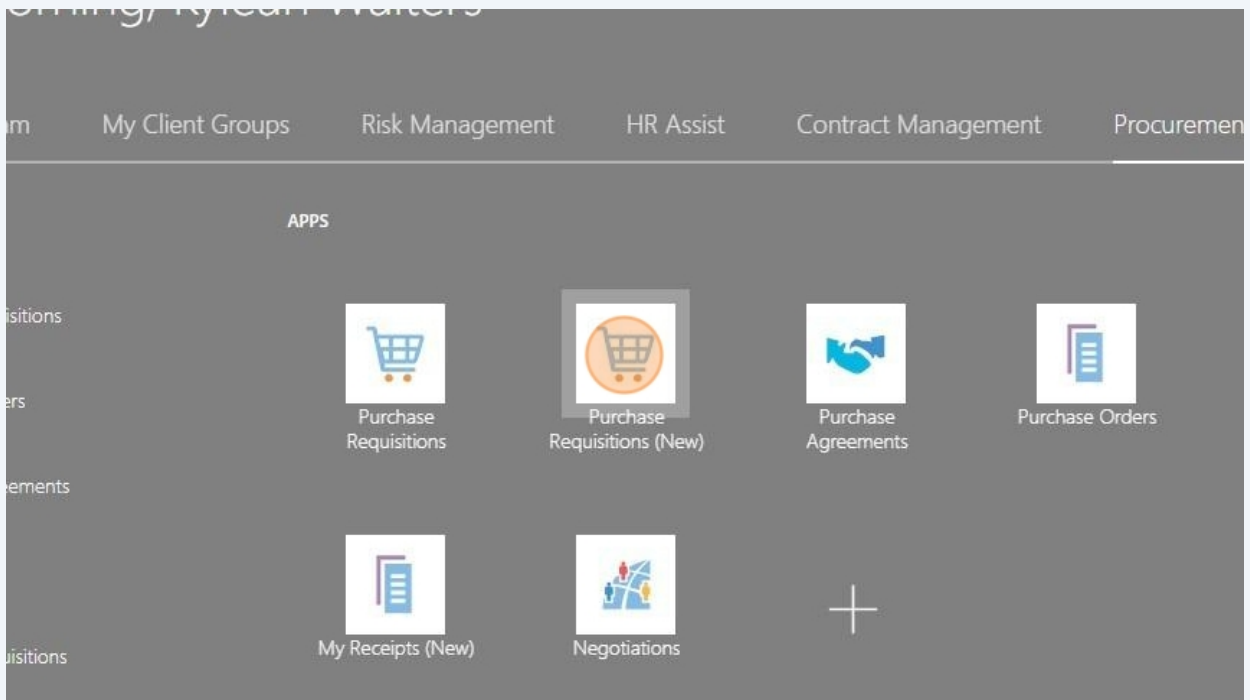 My Client Groups Risk Management HR Assist Contract Management
APPS
Purchase Requisitions
Purchase Requisitions (New)
Purchase Agreements
Purchase Orders
My Receipts (New)
Negotiations